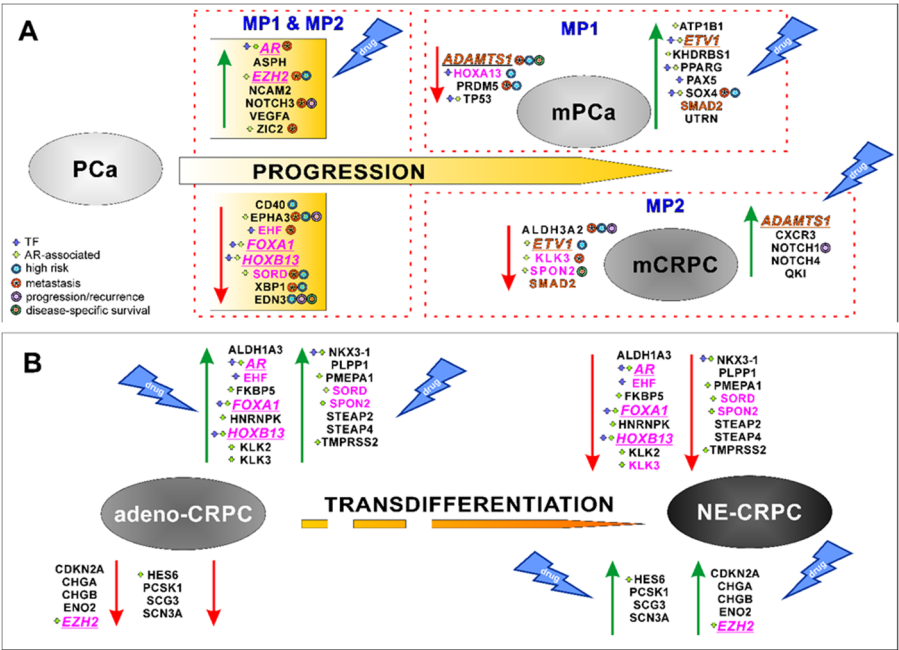 A
MP1 & MP2
AR
ASPH
EZH2
NCAM2
NOTCH3
VEGFA
ZIC2
drug
MP1
ADAMTS1
HOXA13
PRDM5
TP53
mPCa
ATP1B1
ETV1
KHDRBS1
PPARG
PAX5
SOX4
SMAD2
UTRN
PCa
PROGRESSION
drug
CD40
EPHA3
EHF
FOXA1
HOXB13
SORD
XBP1
EDN3
MP2
ALDH3A2
ETV1
KLK3
SPON2
SMAD2
mCRPC
ADAMTS1
CXCR3
NOTCH1
NOTCH4
QKI
TF
AR-associated
high risk
metastasis
progression/recurrence
disease-specific survival
B
drug
ALDH1A3
AR
EHF
FKBP5
FOXA1
HNRNPK
HOXB13
KLK2
KLK3
NKX3-1
PLPP1
PMEPA1
SORD
SPON2
STEAP2
STEAP4
TMPRSS2
drug
ALDH1A3
AR
EHF
FKBP5
FOXA1
HNRNPK
HOXB13
KLK2
KLK3
NKX3-1
PLPP1
PMEPA1
SORD
SPON2
STEAP2
STEAP4
TMPRSS2
adeno-CRPC
TRANSDIFFERENTIATION
NE-CRPC
CDKN2A
CHGA
CHGB
ENO2
EZH2
HES6
PCSK1
SCG3
SCN3A
drug
HES6
PCSK1
SCG3
SCN3A
CDKN2A
CHGA
CHGB
ENO2
EZH2
drug